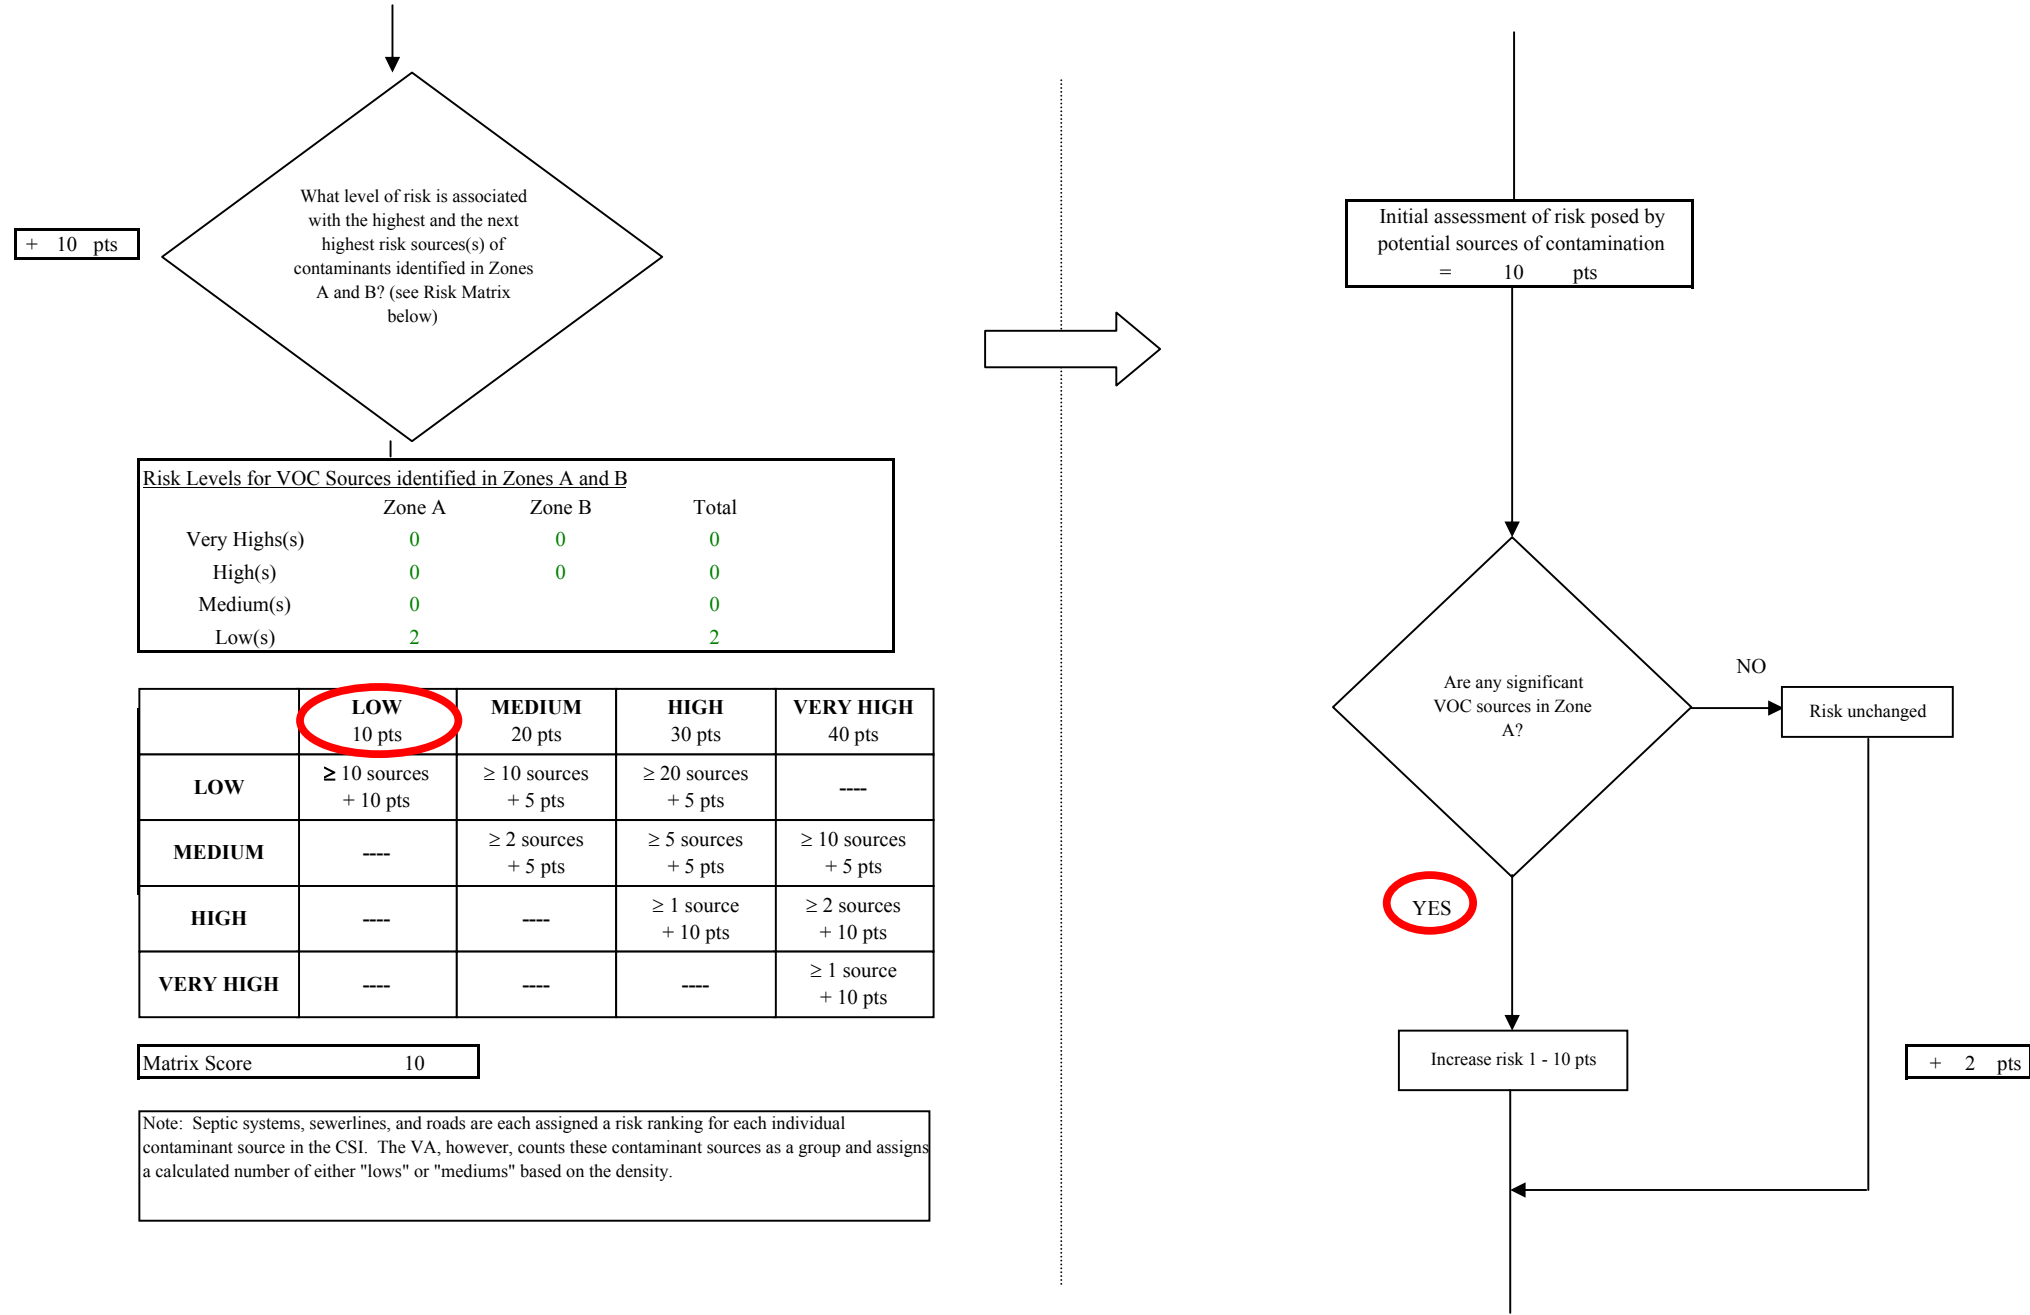 What level of risk is associated
with the highest and the next
highest risk sources(s) of
contaminants identified in Zones
A and B? (see Risk Matrix
below)
+ 10 pts
Risk Levels for VOC Sources identified in Zones A and B
Zone A Zone B Total
Very Highs(s) 0 0 0
High(s) 0 0 0
Medium(s) 0 0
Low(s) 2 2
LOW MEDIUM HIGH VERY HIGH
10 pts 20 pts 30 pts 40 pts
LOW
≥ 10 sources ≥ 10 sources ≥ 20 sources ----
+ 10 pts + 5 pts + 5 pts
MEDIUM
---- ≥ 2 sources ≥ 5 sources ≥ 10 sources
+ 5 pts + 5 pts + 5 pts
HIGH
---- ---- ≥ 1 source ≥ 2 sources
+ 10 pts + 10 pts
VERY HIGH
---- ---- ---- ≥ 1 source
+ 10 pts
Matrix Score 10
Note: Septic systems, sewerlines, and roads are each assigned a risk ranking for each individual
contaminant source in the CSI. The VA, however, counts these contaminant sources as a group and assigns
a calculated number of either "lows" or "mediums" based on the density.
Initial assessment of risk posed by
potential sources of contamination
= 10 pts
Are any significant
VOC sources in Zone
A?
NO
Risk unchanged
YES
Increase risk 1 - 10 pts
+ 2 pts